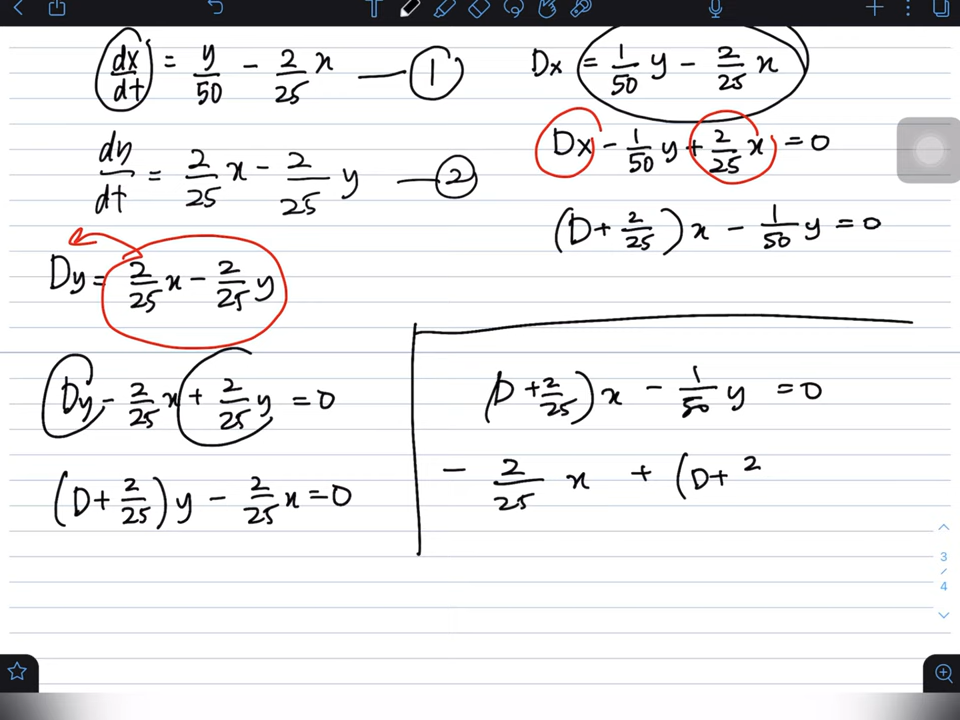 dx/dt = y/50 - 2/25 x — 1
dy/dt = 2/25 x - 2/25 y — 2
Dy = 2/25 x - 2/25 y
Dy - 2/25 x + 2/25 y = 0
(D + 2/25) y - 2/25 x = 0
Dx = 1/50 y - 2/25 x
Dx - 1/50 y + 2/25 x = 0
(D + 2/25) x - 1/50 y = 0
(D + 2/25) x - 1/50 y = 0
- 2/25 x + (D + 2
T
3
/
4